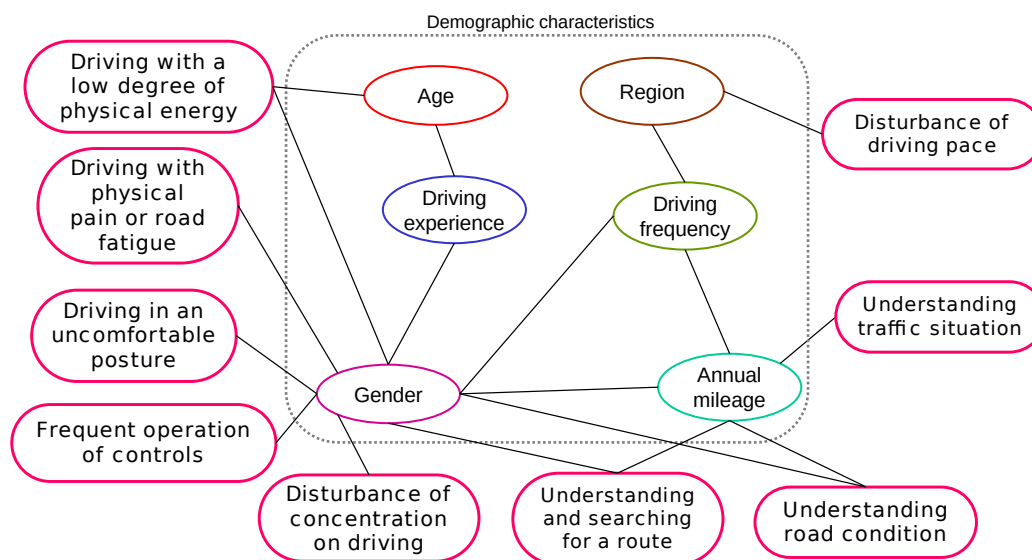 Demographic characteristics
Driving with a
low degree of
physical energy
Age
Region
Disturbance of
driving pace
Driving with
physical
pain or road
fatigue
Driving
experience
Driving
frequency
Driving in an
uncomfortable
posture
Understanding
traffic situation
Gender
Annual
mileage
Frequent operation
of controls
Disturbance of
concentration
on driving
Understanding
and searching
for a route
Understanding
road condition